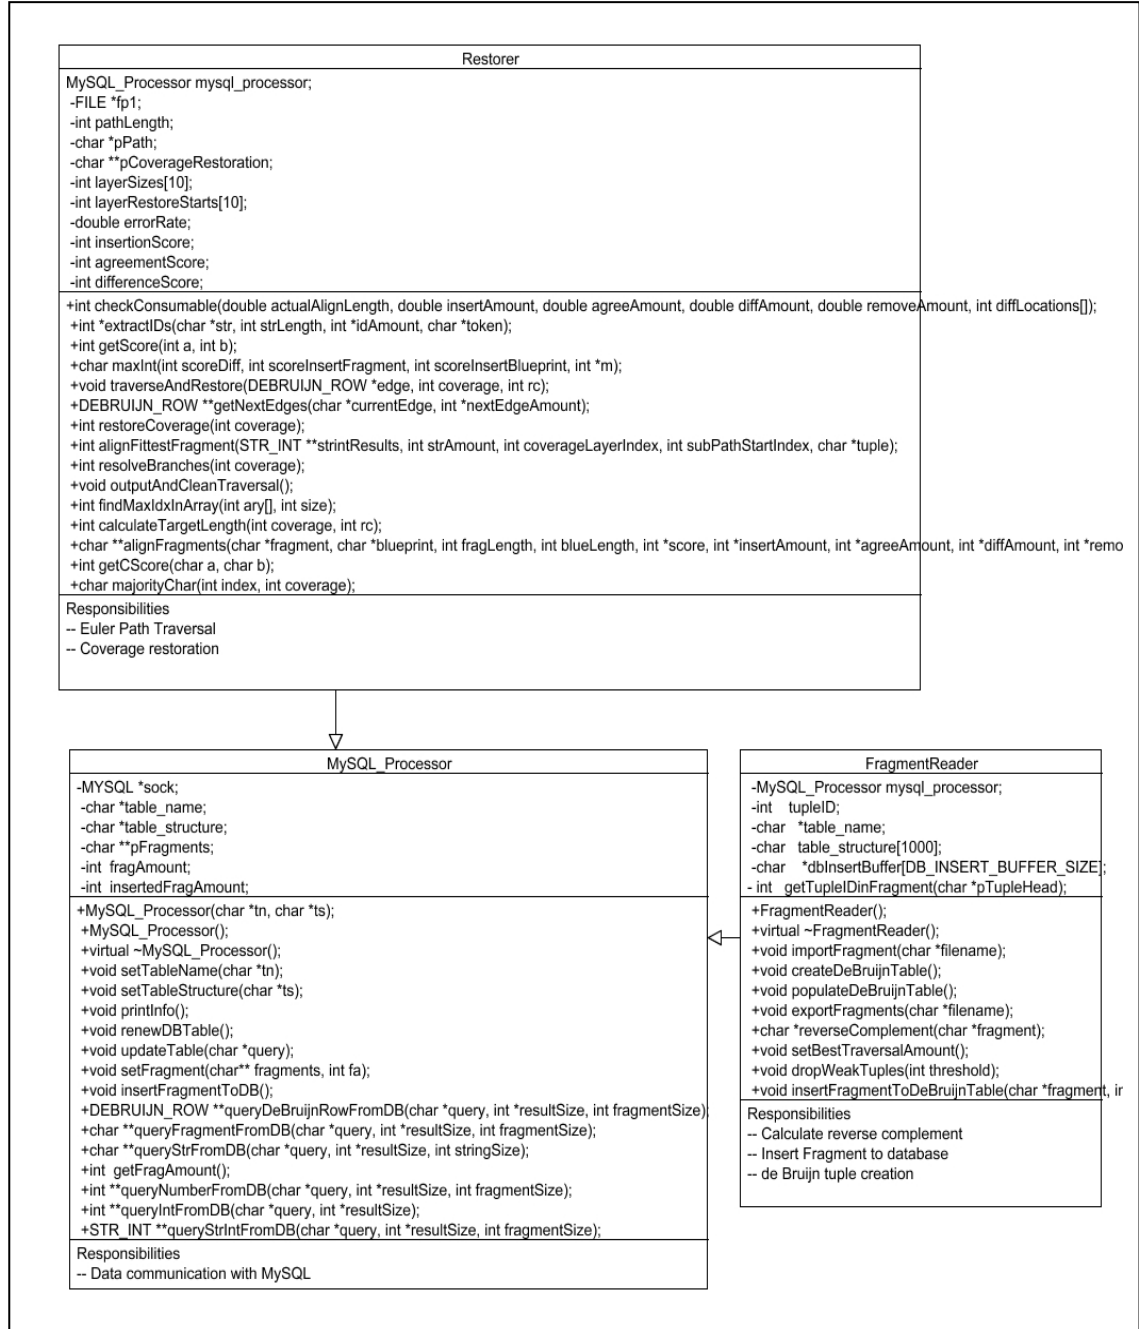 Restorer
MySQL_Processor mysql_processor;
-FILE *fp1;
-int pathLength;
-char *pPath;
-char **pCoverageRestoration;
-int layerSizes[10];
-int layerRestoreStarts[10];
-double errorRate;
-int insertionScore;
-int agreementScore;
-int differenceScore;
+int checkConsumable(double actualAlignLength, double insertAmount, double agreeAmount, double diffAmount, double removeAmount, int diffLocations[]);
+int *extractIDs(char *str, int strLength, int *idAmount, char *token);
+int getScore(int a, int b);
+char maxInt(int scoreDiff, int scoreInsertFragment, int scoreInsertBlueprint, int *m);
+void traverseAndRestore(DEBRUIJN_ROW *edge, int coverage, int rc);
+DEBRUIJN_ROW **getNextEdges(char *currentEdge, int *nextEdgeAmount);
+int restoreCoverage(int coverage);
+int alignFittestFragment(STR_INT **strintResults, int strAmount, int coverageLayerIndex, int subPathStartIndex, char *tuple);
+int resolveBranches(int coverage);
+void outputAndCleanTraversal();
+int findMaxIdxInArray(int ary[], int size);
+int calculateTargetLength(int coverage, int rc);
+char **alignFragments(char *fragment, char *blueprint, int fragLength, int blueLength, int *score, int *insertAmount, int *agreeAmount, int *diffAmount, int *remo
+int getCScore(char a, char b);
+char majorityChar(int index, int coverage);
Responsibilities
-- Euler Path Traversal
-- Coverage restoration
MySQL_Processor
-MYSQL *sock;
-char *table_name;
-char *table_structure;
-char **pFragments;
-int fragAmount;
-int insertedFragAmount;
+MySQL_Processor(char *tn, char *ts);
+MySQL_Processor();
+virtual ~MySQL_Processor();
+void setTableName(char *tn);
+void setTableStructure(char *ts);
+void printInfo();
+void renewDBTable();
+void updateTable(char *query);
+void setFragment(char** fragments, int fa);
+void insertFragmentToDB();
+DEBRUIJN_ROW **queryDeBruijnRowFromDB(char *query, int *resultSize, int fragmentSize);
+char **queryFragmentFromDB(char *query, int *resultSize, int fragmentSize);
+char **queryStrFromDB(char *query, int *resultSize, int stringSize);
+int getFragAmount();
+int **queryNumberFromDB(char *query, int *resultSize, int fragmentSize);
+int **queryIntFromDB(char *query, int *resultSize);
+STR_INT **queryStrIntFromDB(char *query, int *resultSize, int fragmentSize);
Responsibilities
-- Data communication with MySQL
FragmentReader
-MySQL_Processor mysql_processor;
-int tupleID;
-char *table_name;
-char table_structure[1000];
-char *dbInsertBuffer[DB_INSERT_BUFFER_SIZE];
- int getTupleIDinFragment(char *pTupleHead);
+FragmentReader();
+virtual ~FragmentReader();
+void importFragment(char *filename);
+void createDeBruijnTable();
+void populateDeBruijnTable();
+void exportFragments(char *filename);
+char *reverseComplement(char *fragment);
+void setBestTraversalAmount();
+void dropWeakTuples(int threshold);
+void insertFragmentToDeBruijnTable(char *fragment, ir
Responsibilities
-- Calculate reverse complement
-- Insert Fragment to database
-- de Bruijn tuple creation